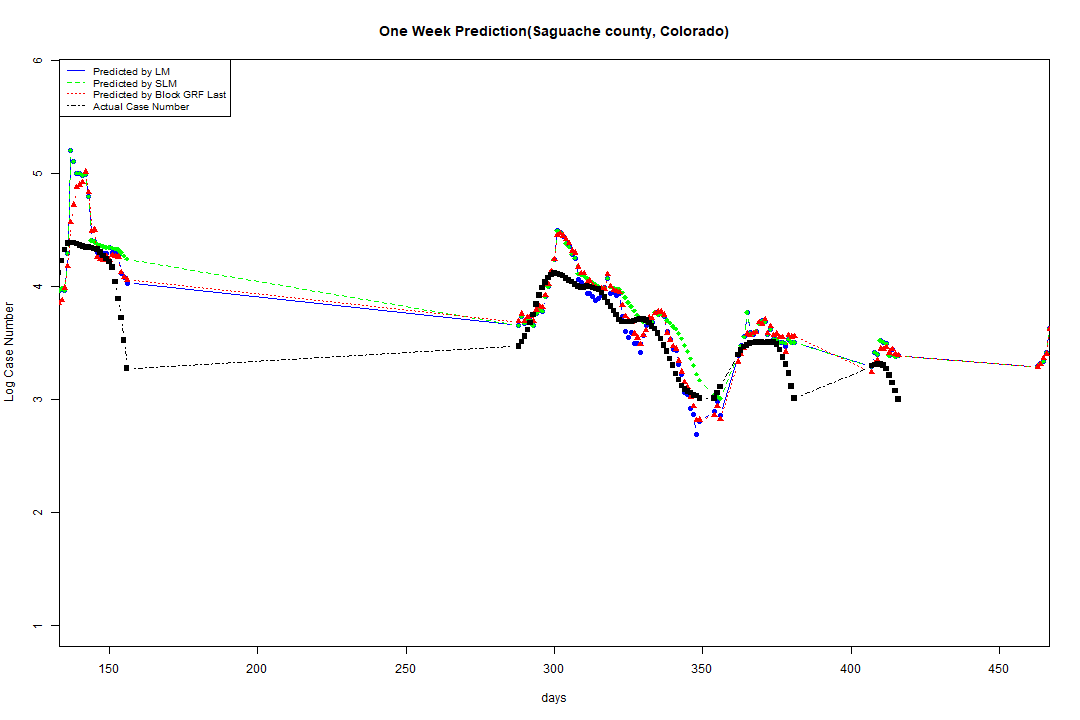 One Week Prediction(Saguache county, Colorado)
Predicted by LM
Predicted by SLM
Predicted by Block GRF Last
Actual Case Number
6
5
4
3
2
1
Log Case Number
150 200 250 300 350 400 450
days